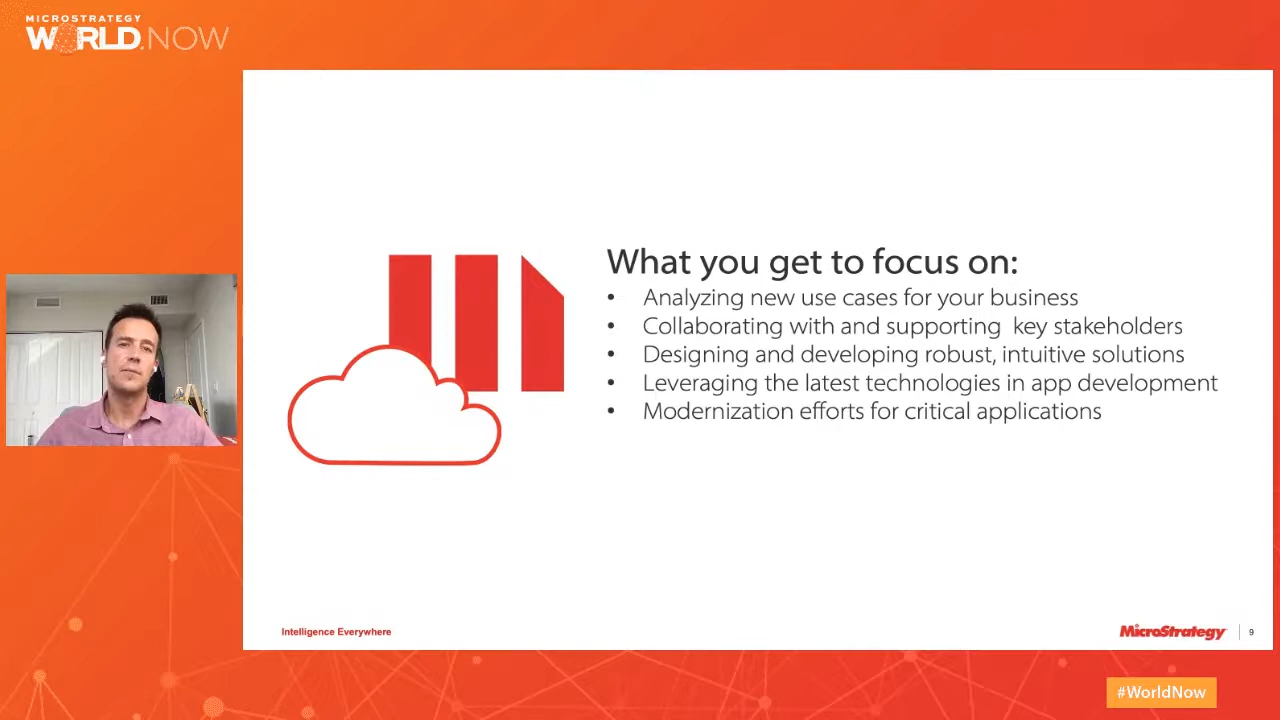 MICROSTRATEGY
WORLD.NOW
What you get to focus on:
• Analyzing new use cases for your business
• Collaborating with and supporting key stakeholders
• Designing and developing robust, intuitive solutions
• Leveraging the latest technologies in app development
• Modernization efforts for critical applications
Intelligence Everywhere
MicroStrategy
9
#WorldNow